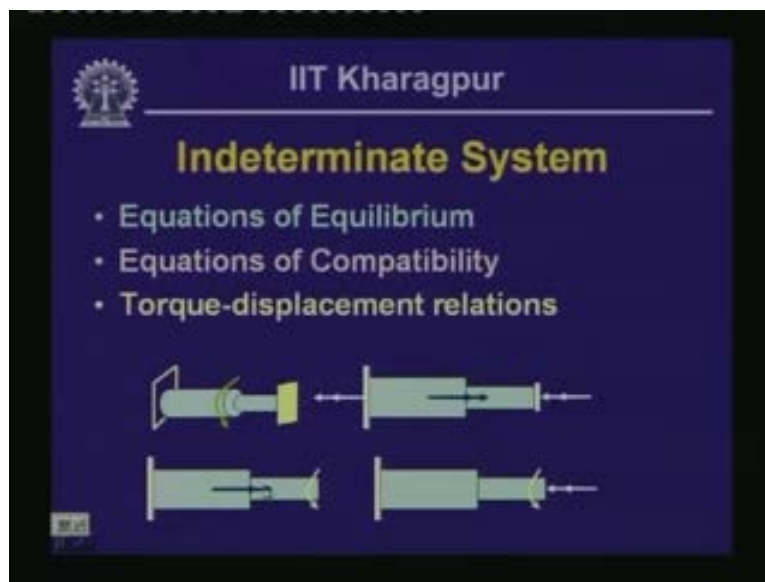 IIT Kharagpur
Indeterminate System
• Equations of Equilibrium
• Equations of Compatibility
• Torque-displacement relations